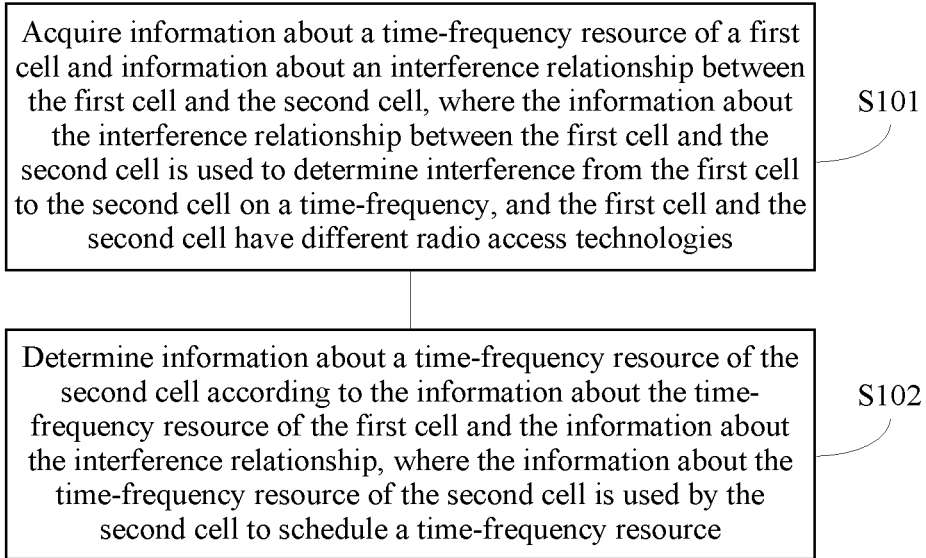 Acquire information about a time-frequency resource of a first
cell and information about an interference relationship between
the first cell and the second cell, where the information about
the interference relationship between the first cell and the
second cell is used to determine interference from the first cell
to the second cell on a time-frequency, and the first cell and the
second cell have different radio access technologies
S101
Determine information about a time-frequency resource of the
second cell according to the information about the time-
frequency resource of the first cell and the information about
the interference relationship, where the information about the
time-frequency resource of the second cell is used by the
second cell to schedule a time-frequency resource
S102